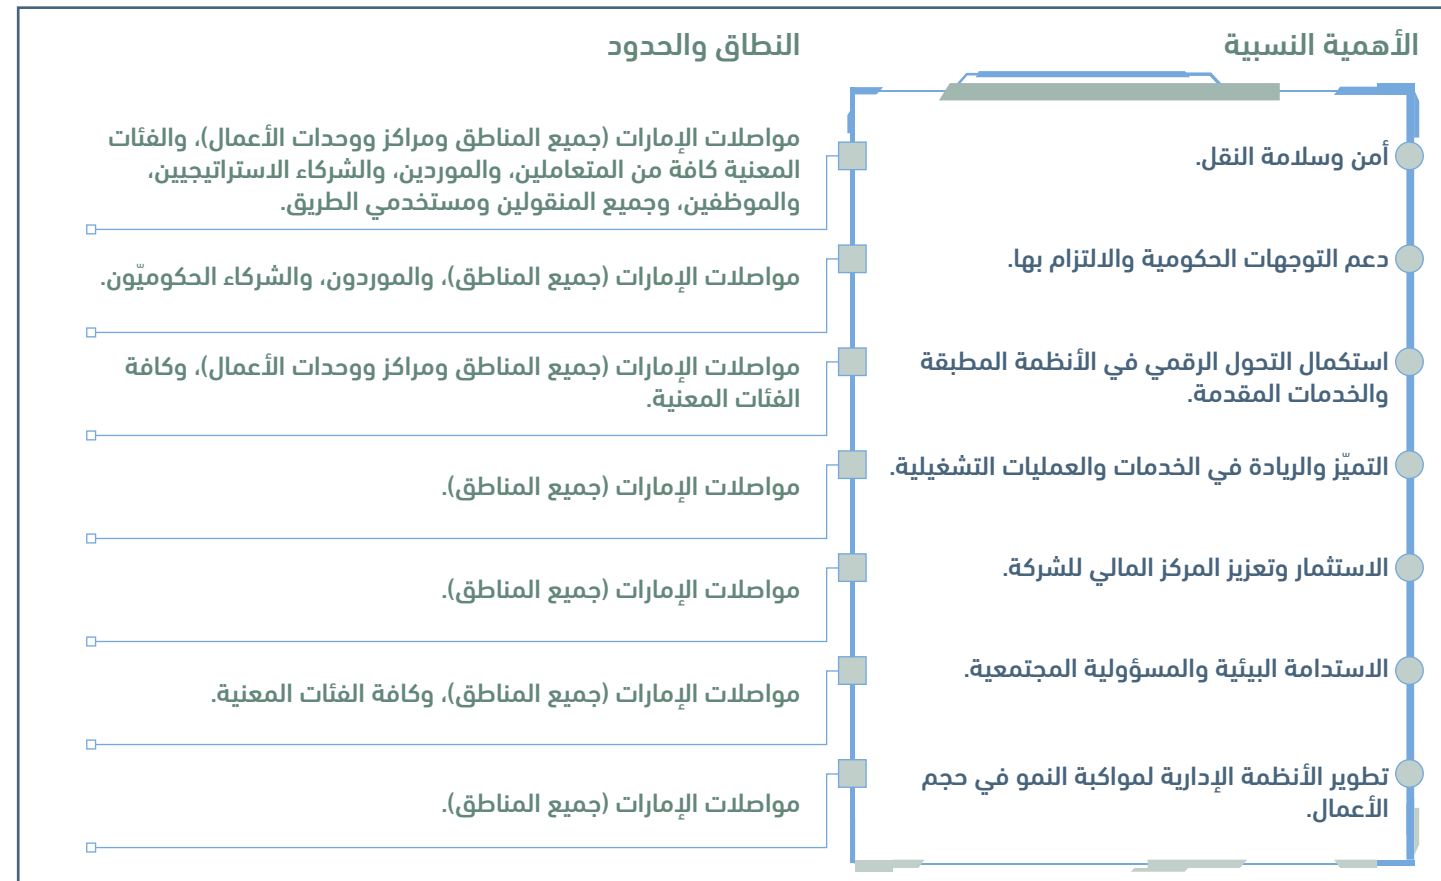 الأهمية النسبية
النطاق والحدود
أمن وسلامة النقل.
مواصلات الإمارات (جميع المناطق ومراكز ووحدات الأعمال)، والفئات
المعنية كافة من المتعاملين، والموردين، والشركاء الاستراتيجيين،
والموظفين، وجميع المنقولين ومستخدمي الطريق.
دعم التوجهات الحكومية والالتزام بها.
مواصلات الإمارات (جميع المناطق)، والموردون، والشركاء الحكوميّون.
استكمال التحول الرقمي في الأنظمة المطبقة
والخدمات المقدمة.
مواصلات الإمارات (جميع المناطق ومراكز ووحدات الأعمال)، وكافة
الفئات المعنية.
التميّز والريادة في الخدمات والعمليات التشغيلية.
مواصلات الإمارات (جميع المناطق).
الاستثمار وتعزيز المركز المالي للشركة.
مواصلات الإمارات (جميع المناطق).
الاستدامة البيئية والمسؤولية المجتمعية.
مواصلات الإمارات (جميع المناطق)، وكافة الفئات المعنية.
تطوير الأنظمة الإدارية لمواكبة النمو في حجم
الأعمال.
مواصلات الإمارات (جميع المناطق).